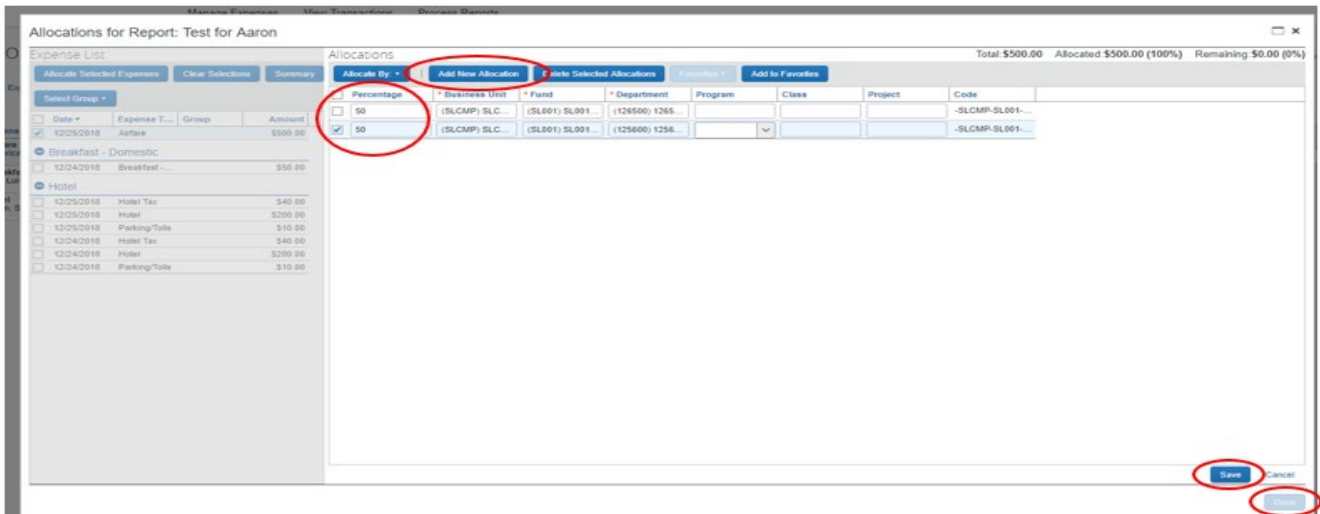 Manage Expenses View Transactions Process Reports
Allocations for Report: Test for Aaron
Expense List
Allocations
Total:$500.00 Allocated:$500.00 (100%) Remaining:$0.00 (0%)
Allocate Selected Expenses Clear Selections Summary
Allocate By: Add New Allocation Delete Selected Allocations Favorites Add to Favorites
Select Group
Percentage * Business Unit * Fund * Department Program Class Project Code
Date Expense T... Group Amount
50 (SLCMP) SLC... (SL001) SL001... (126500) 1265... -SLCMP-SL001-...
12/25/2018 Airfare $500.00
50 (SLCMP) SLC... (SL001) SL001... (125600) 1256... -SLCMP-SL001-...
Breakfast - Domestic
12/24/2018 Breakfast -... $50.00
Hotel
12/25/2018 Hotel Tax $40.00
12/25/2018 Hotel $200.00
12/25/2018 Parking/Tolls $10.00
12/24/2018 Hotel Tax $40.00
12/24/2018 Hotel $200.00
12/24/2018 Parking/Tolls $10.00
Save Cancel
Done